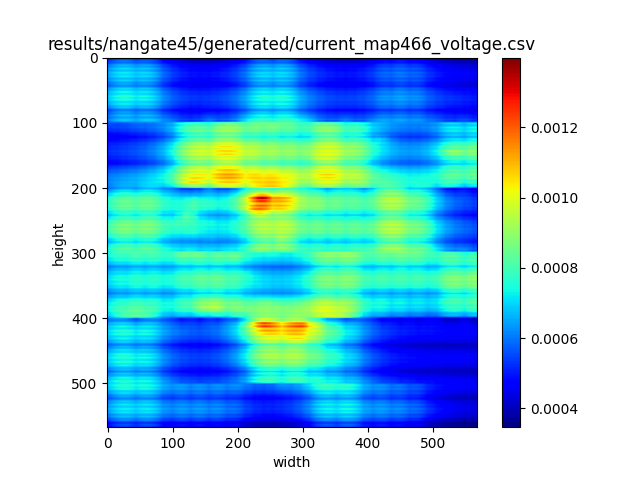 results/nangate45/generated/current_map466_voltage.csv
0
100
200
300
400
500
height
0 100 200 300 400 500
width
0.0012
0.0010
0.0008
0.0006
0.0004